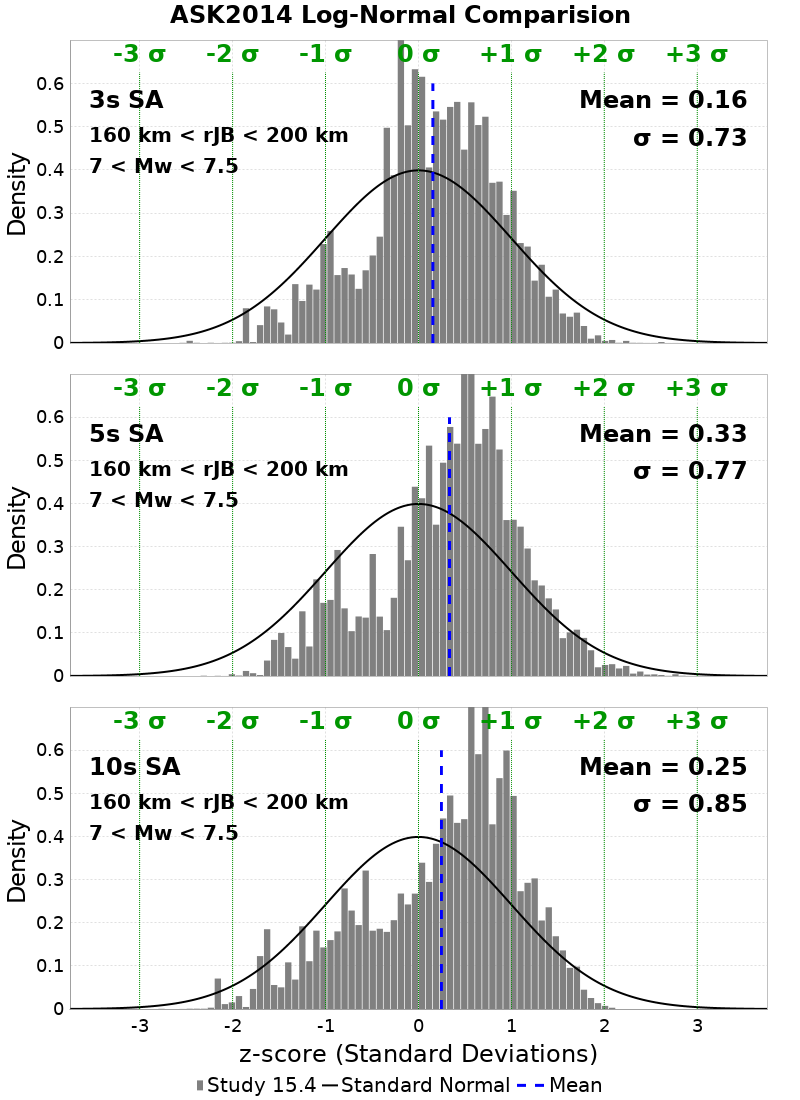 ASK2014 Log-Normal Comparision
-3 σ -2 σ -1 σ 0 σ +1 σ +2 σ +3 σ
3s SA
160 km < rJB < 200 km
7 < Mw < 7.5
Mean = 0.16
σ = 0.73
0.6
0.5
0.4
0.3
0.2
0.1
0
Density
-3 σ -2 σ -1 σ 0 σ +1 σ +2 σ +3 σ
5s SA
160 km < rJB < 200 km
7 < Mw < 7.5
Mean = 0.33
σ = 0.77
0.6
0.5
0.4
0.3
0.2
0.1
0
Density
-3 σ -2 σ -1 σ 0 σ +1 σ +2 σ +3 σ
10s SA
160 km < rJB < 200 km
7 < Mw < 7.5
Mean = 0.25
σ = 0.85
0.6
0.5
0.4
0.3
0.2
0.1
0
Density
-3 -2 -1 0 1 2 3
z-score (Standard Deviations)
Study 15.4 Standard Normal Mean